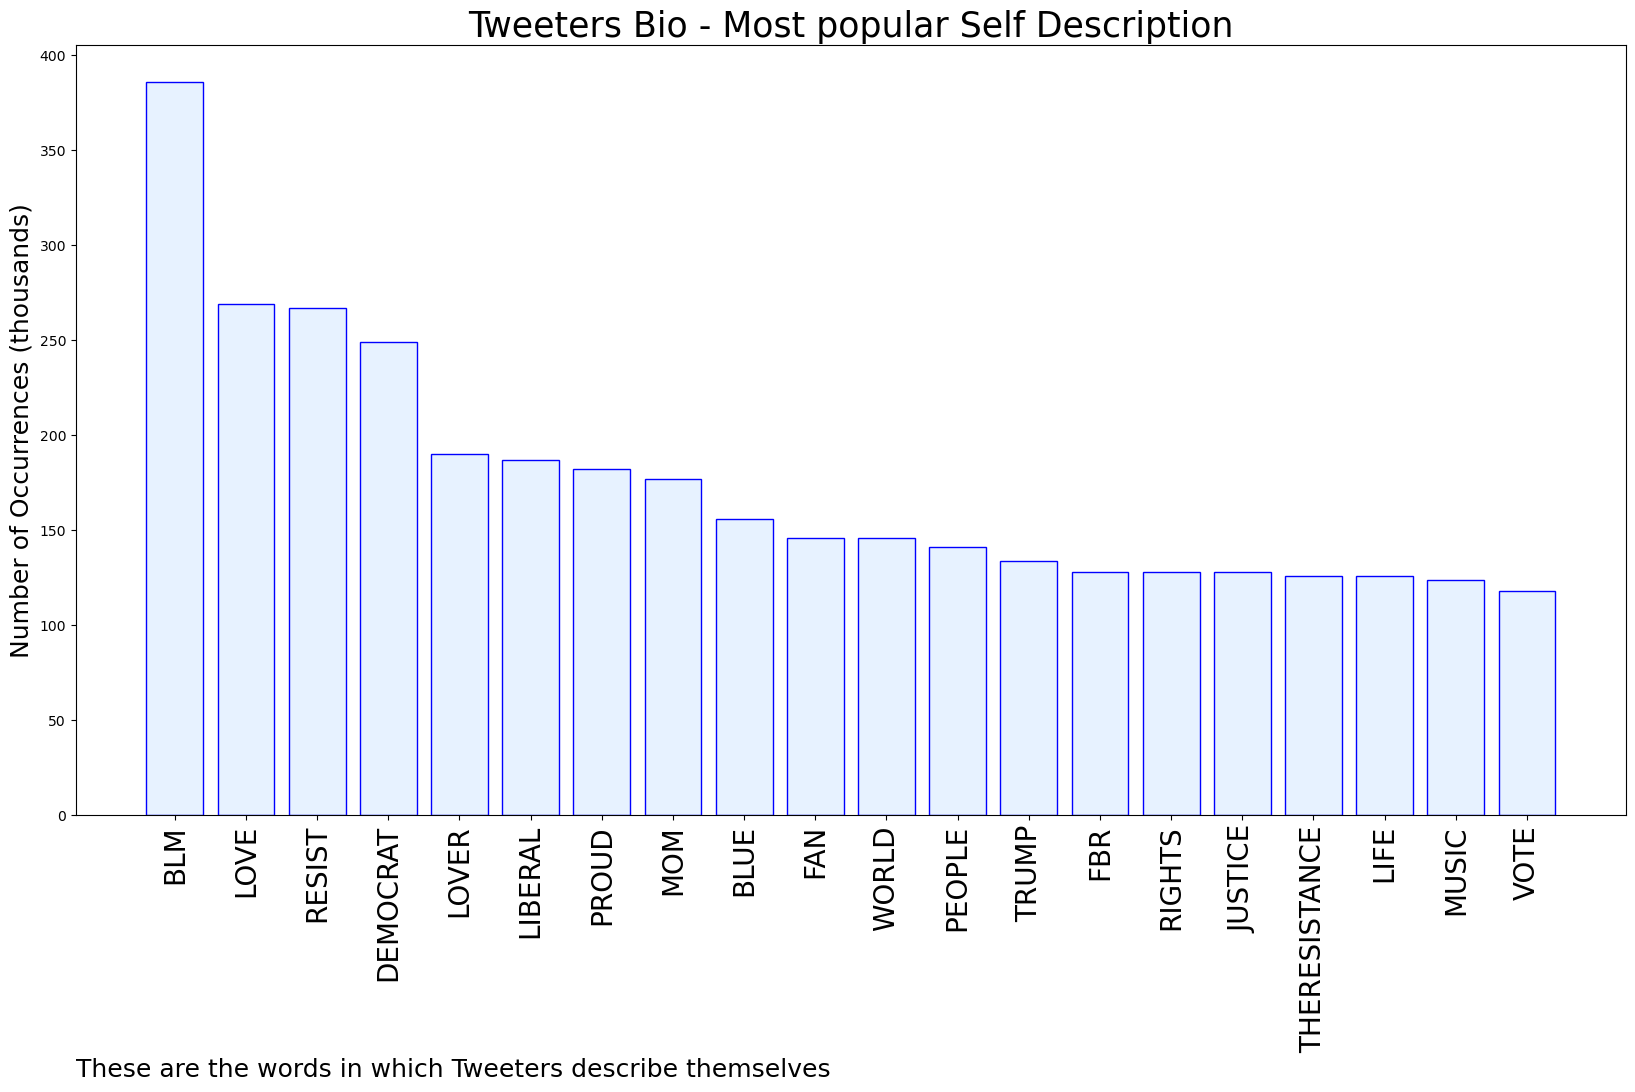 Tweeters Bio - Most popular Self Description
Number of Occurrences (thousands)
400
350
300
250
200
150
100
50
0
BLM
LOVE
RESIST
DEMOCRAT
LOVER
LIBERAL
PROUD
MOM
BLUE
FAN
WORLD
PEOPLE
TRUMP
FBR
RIGHTS
JUSTICE
THERESISTANCE
LIFE
MUSIC
VOTE
These are the words in which Tweeters describe themselves